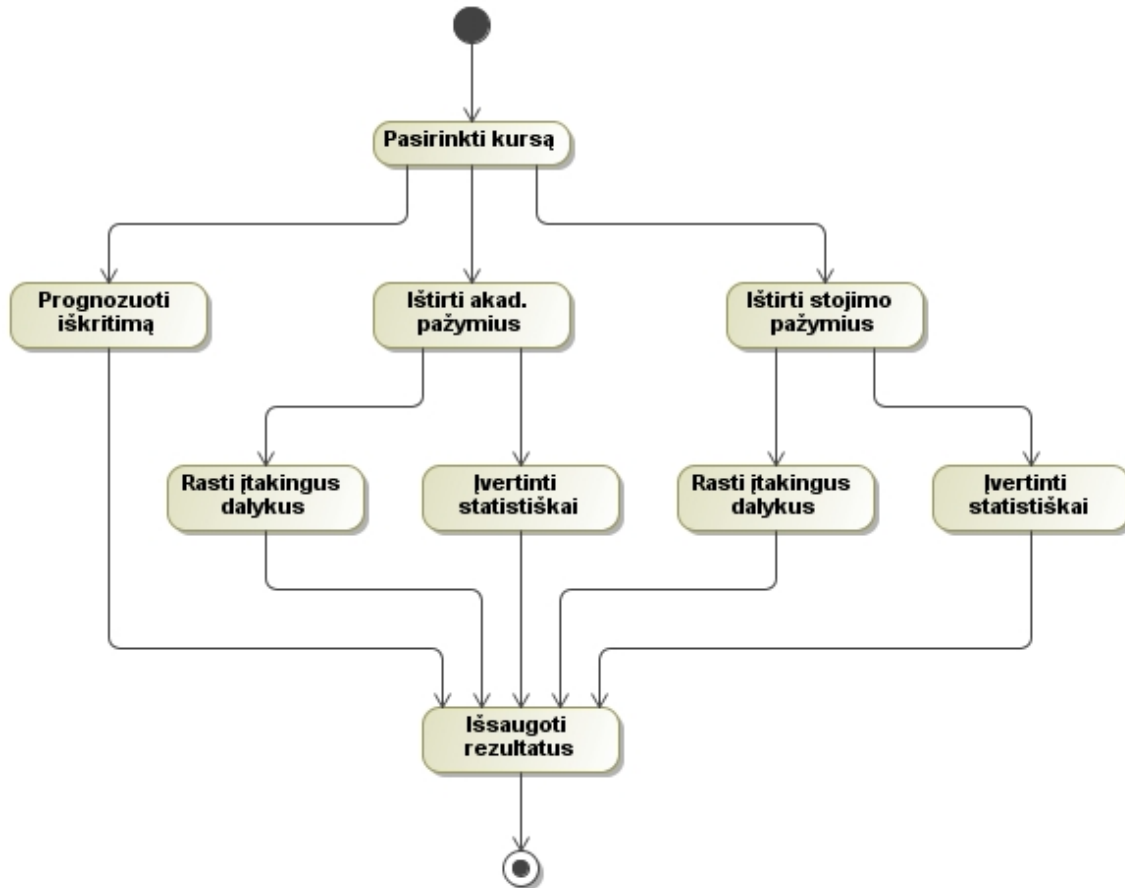 Pasirinkti kursą
Prognozuoti
iškritimą
Ištirti akad.
pažymius
Ištirti stojimo
pažymius
Rasti įtakingus
dalykus
Įvertinti
statistiškai
Rasti įtakingus
dalykus
Įvertinti
statistiškai
Išsaugoti
rezultatus